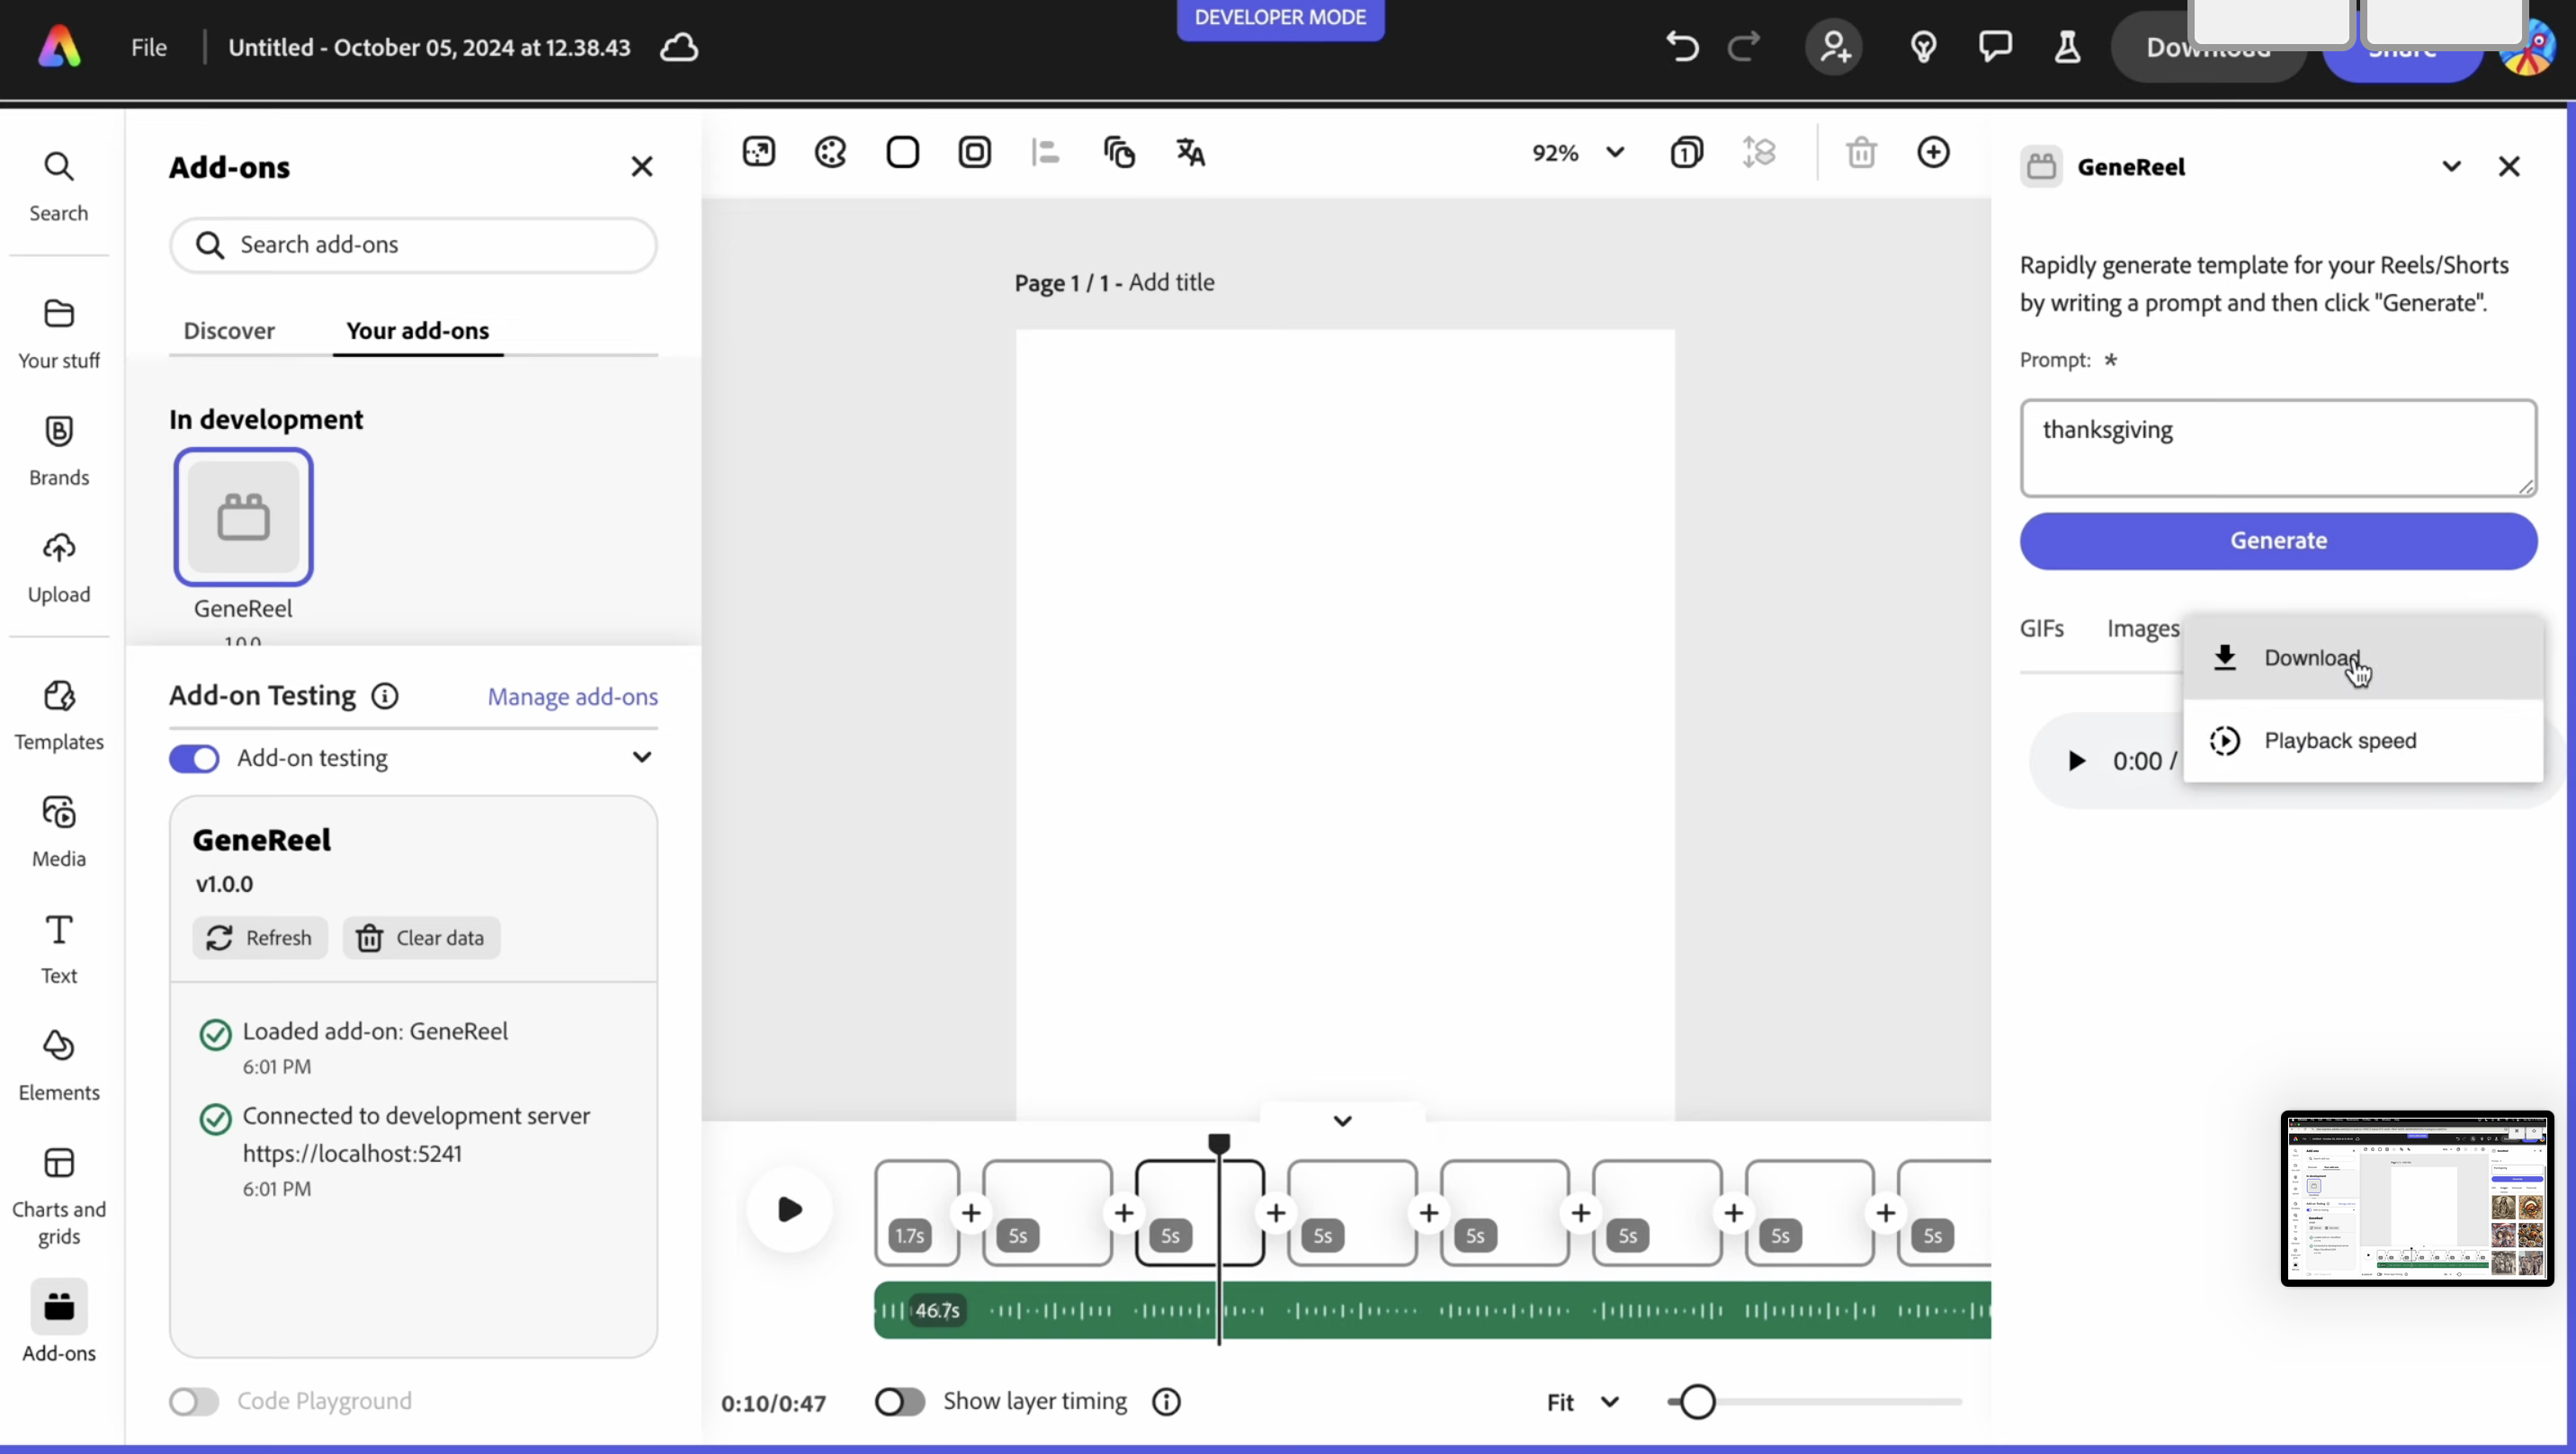 DEVELOPER MODE
File
Untitled - October 05, 2024 at 12.38.43
Download
Share
Search
Your stuff
Brands
Upload
Templates
Media
Text
Elements
Charts and
grids
Add-ons
Add-ons
Search add-ons
Discover
Your add-ons
In development
GeneReel
1.0.0
Add-on Testing
Manage add-ons
Add-on testing
GeneReel
v1.0.0
Refresh
Clear data
Loaded add-on: GeneReel
6:01 PM
Connected to development server
https://localhost:5241
6:01 PM
Code Playground
92%
1
Page 1 / 1 - Add title
1.7s
5s
5s
5s
5s
5s
5s
5s
46.7s
0:10/0:47
Show layer timing
Fit
GeneReel
Rapidly generate template for your Reels/Shorts
by writing a prompt and then click "Generate".
Prompt: *
thanksgiving
Generate
GIFs
Images
Download
Playback speed
0:00 /